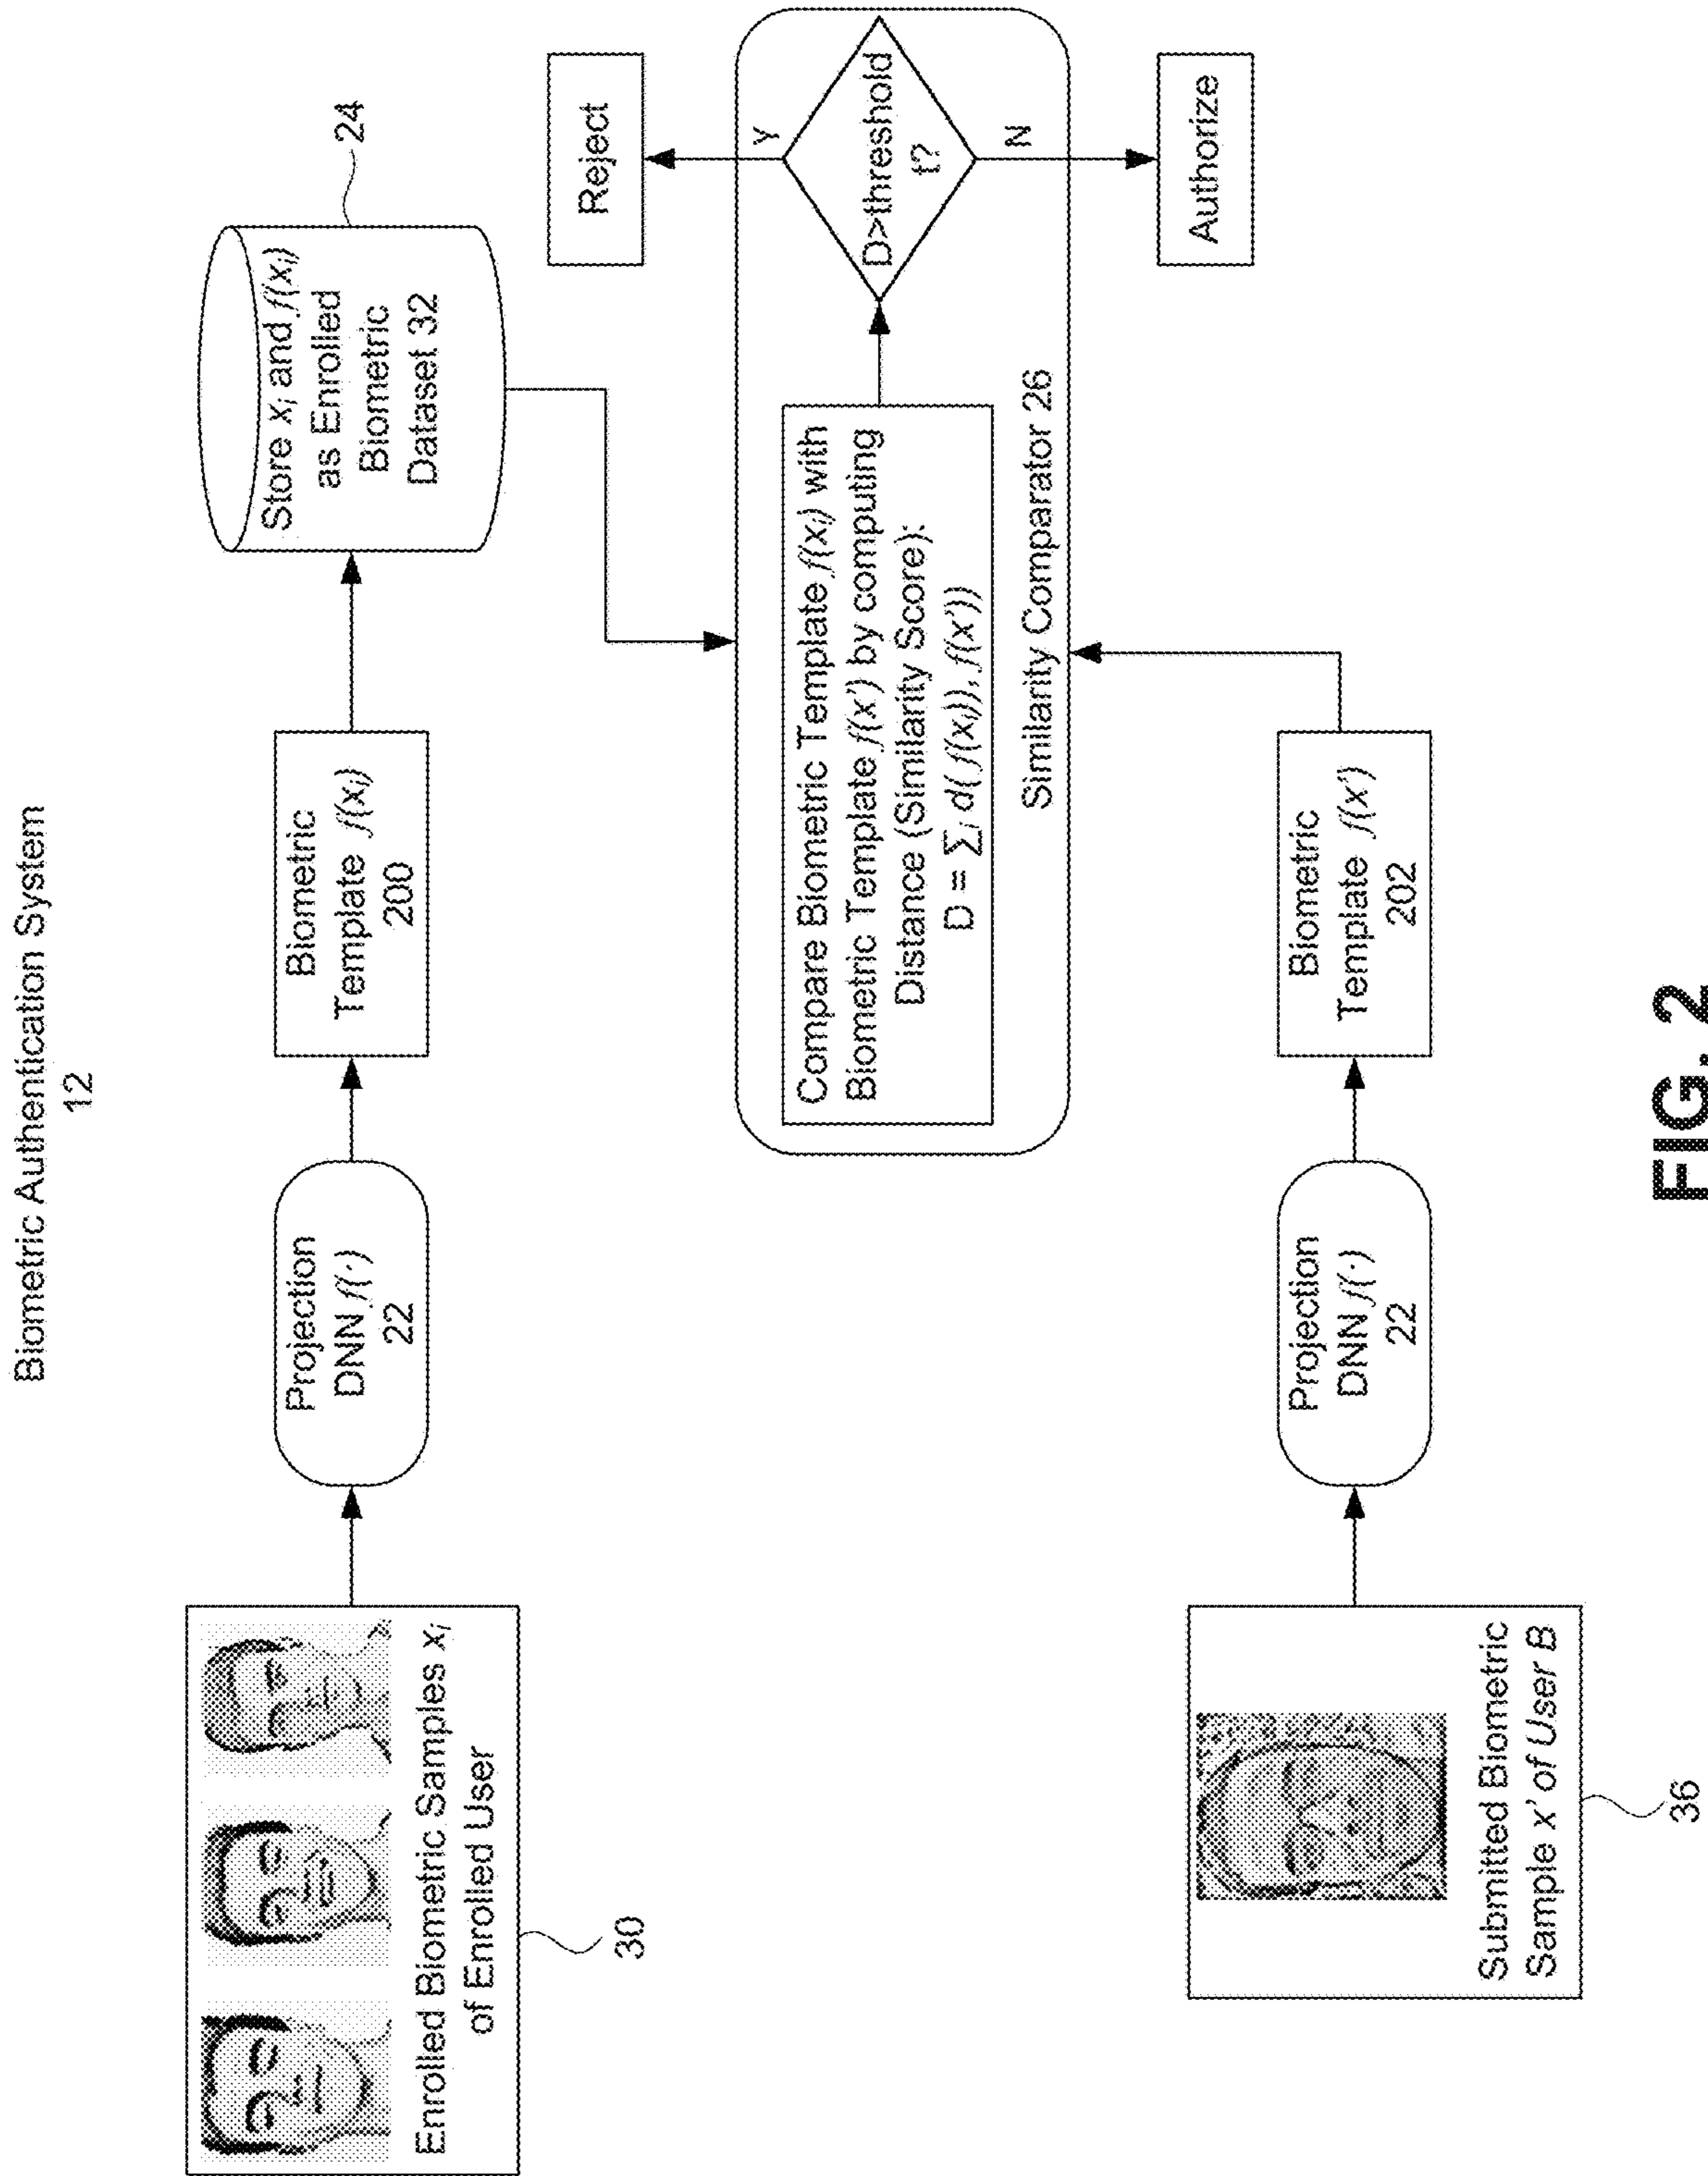 Biometric Authentication System
12
Enrolled Biometric Samples xᵢ
of Enrolled User
30
Projection
DNN f(·)
22
Biometric
Template f(xᵢ)
200
Store xᵢ and f(xᵢ)
as Enrolled
Biometric
Dataset 32
24
Compare Biometric Template f(xᵢ) with
Biometric Template f(x') by computing
Distance (Similarity Score):
D = ∑ᵢ d( f(xᵢ)), f(x'))
Similarity Comparator 26
D>threshold
t?
Y
Reject
N
Authorize
Submitted Biometric
Sample x' of User B
36
Projection
DNN f(·)
22
Biometric
Template f(x')
202
FIG. 2